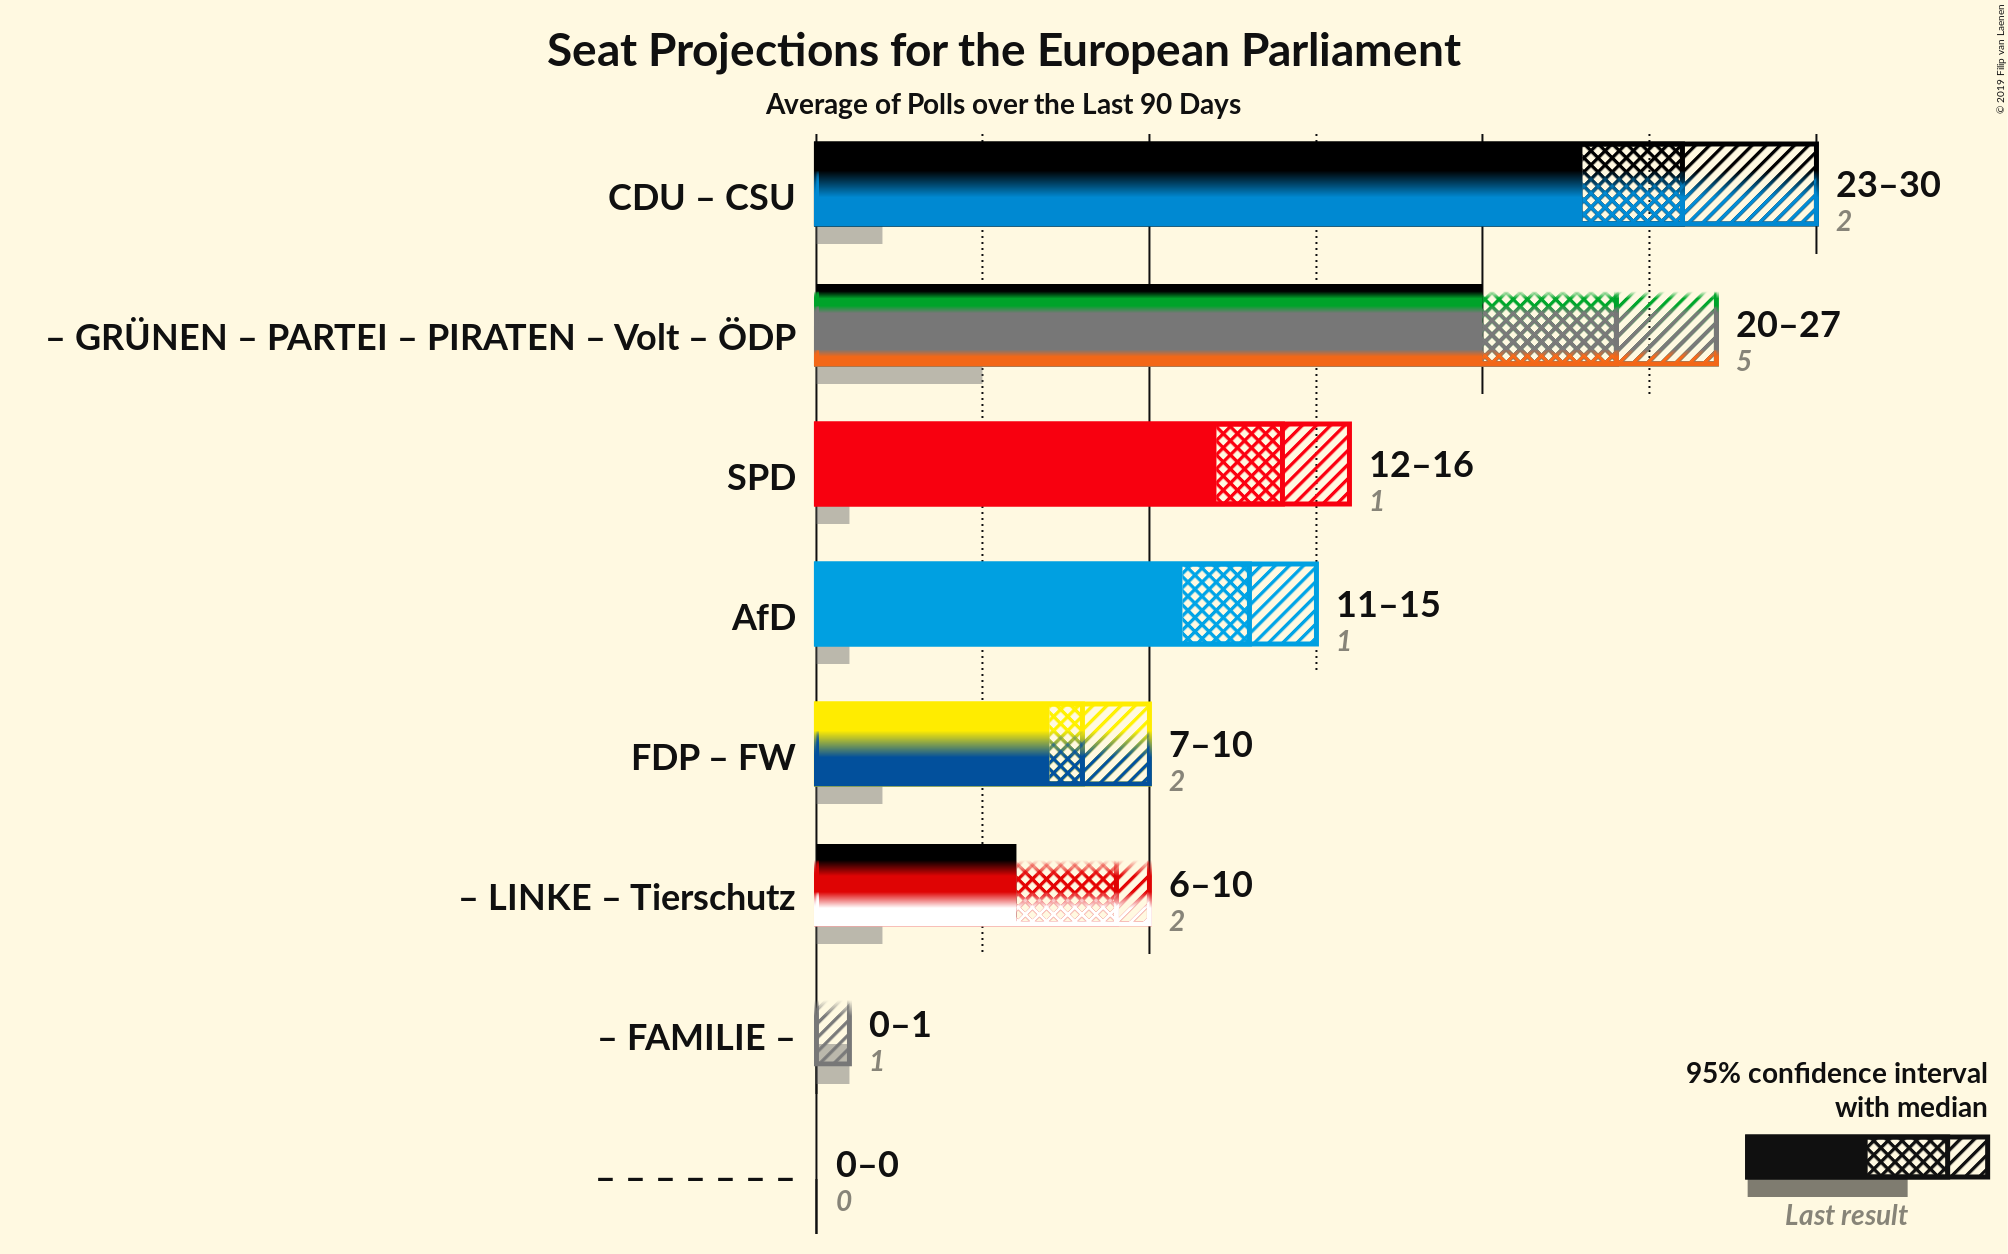 Seat Projections for the European Parliament
Average of Polls over the Last 90 Days
© 2019 Filip van Laenen
CDU – CSU
23–30
2
– GRÜNEN – PARTEI – PIRATEN – Volt – ÖDP
20–27
5
SPD
12–16
1
AfD
11–15
1
FDP – FW
7–10
2
– LINKE – Tierschutz
6–10
2
– FAMILIE –
0–1
1
– – – – – – –
0–0
0
95% confidence interval
with median
Last result